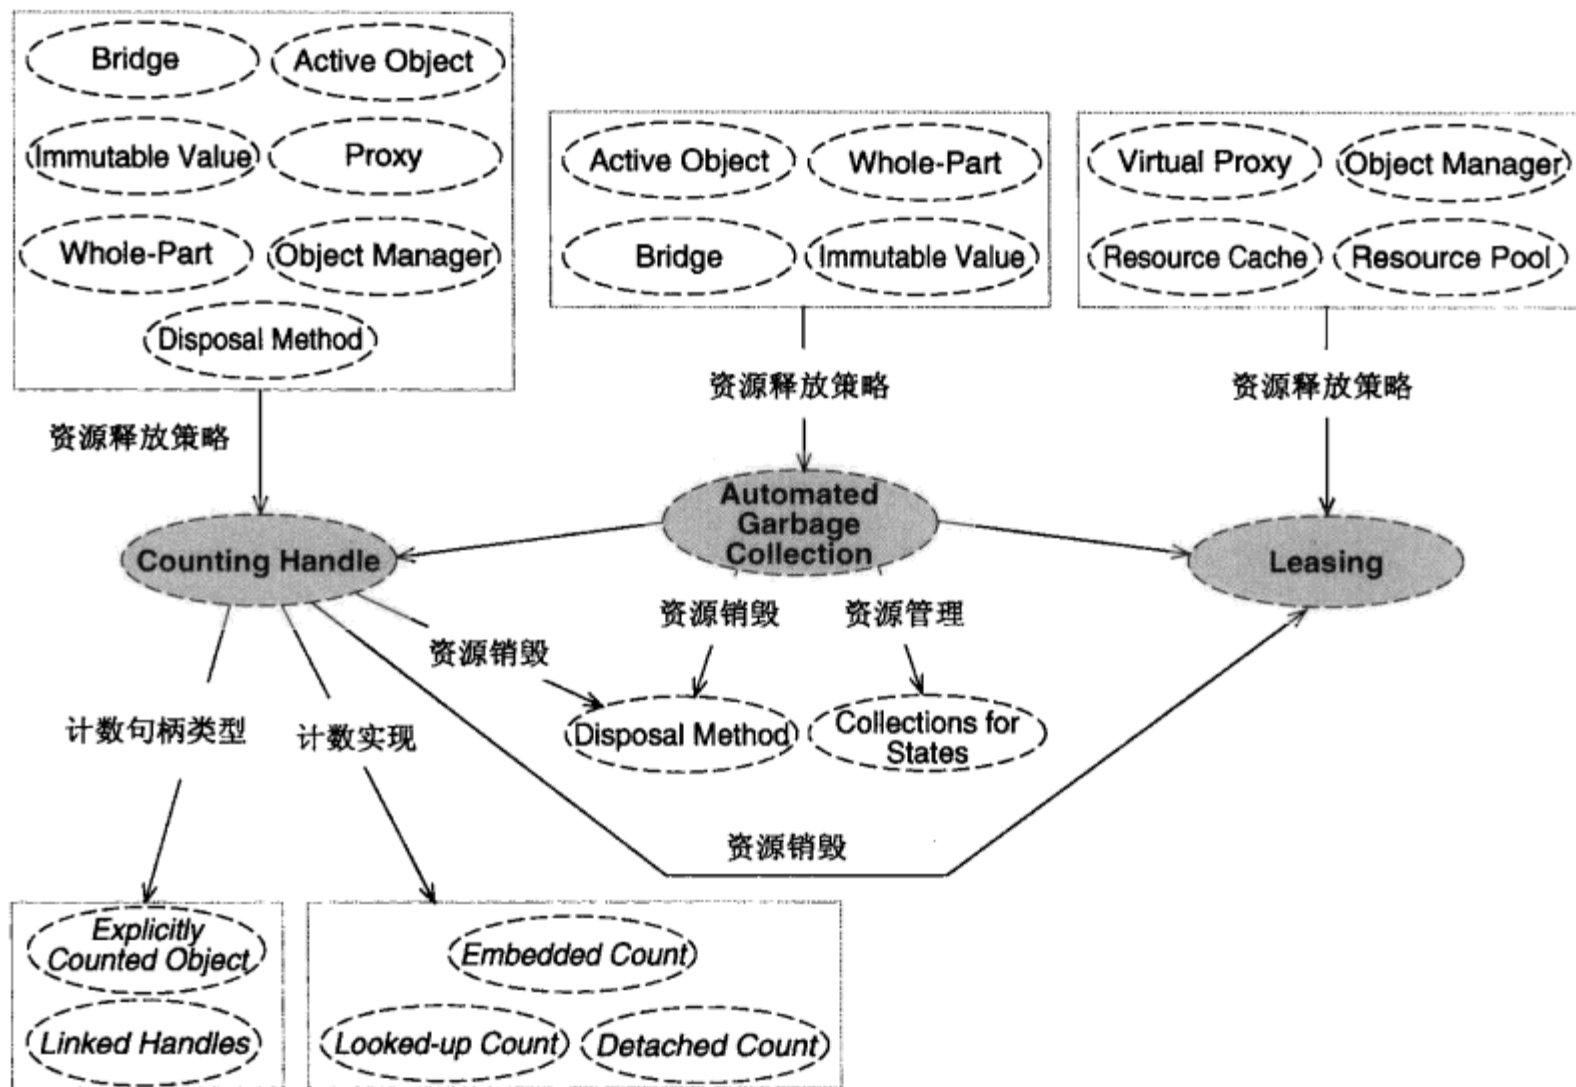 Bridge
Active Object
Immutable Value
Proxy
Whole-Part
Object Manager
Disposal Method
Active Object
Whole-Part
Bridge
Immutable Value
Virtual Proxy
Object Manager
Resource Cache
Resource Pool
资源释放策略
资源释放策略
资源释放策略
Automated
Garbage
Collection
Counting Handle
Leasing
资源销毁
资源管理
资源销毁
计数句柄类型
计数实现
Disposal Method
Collections for
States
资源销毁
Explicitly
Counted Object
Linked Handles
Embedded Count
Looked-up Count
Detached Count